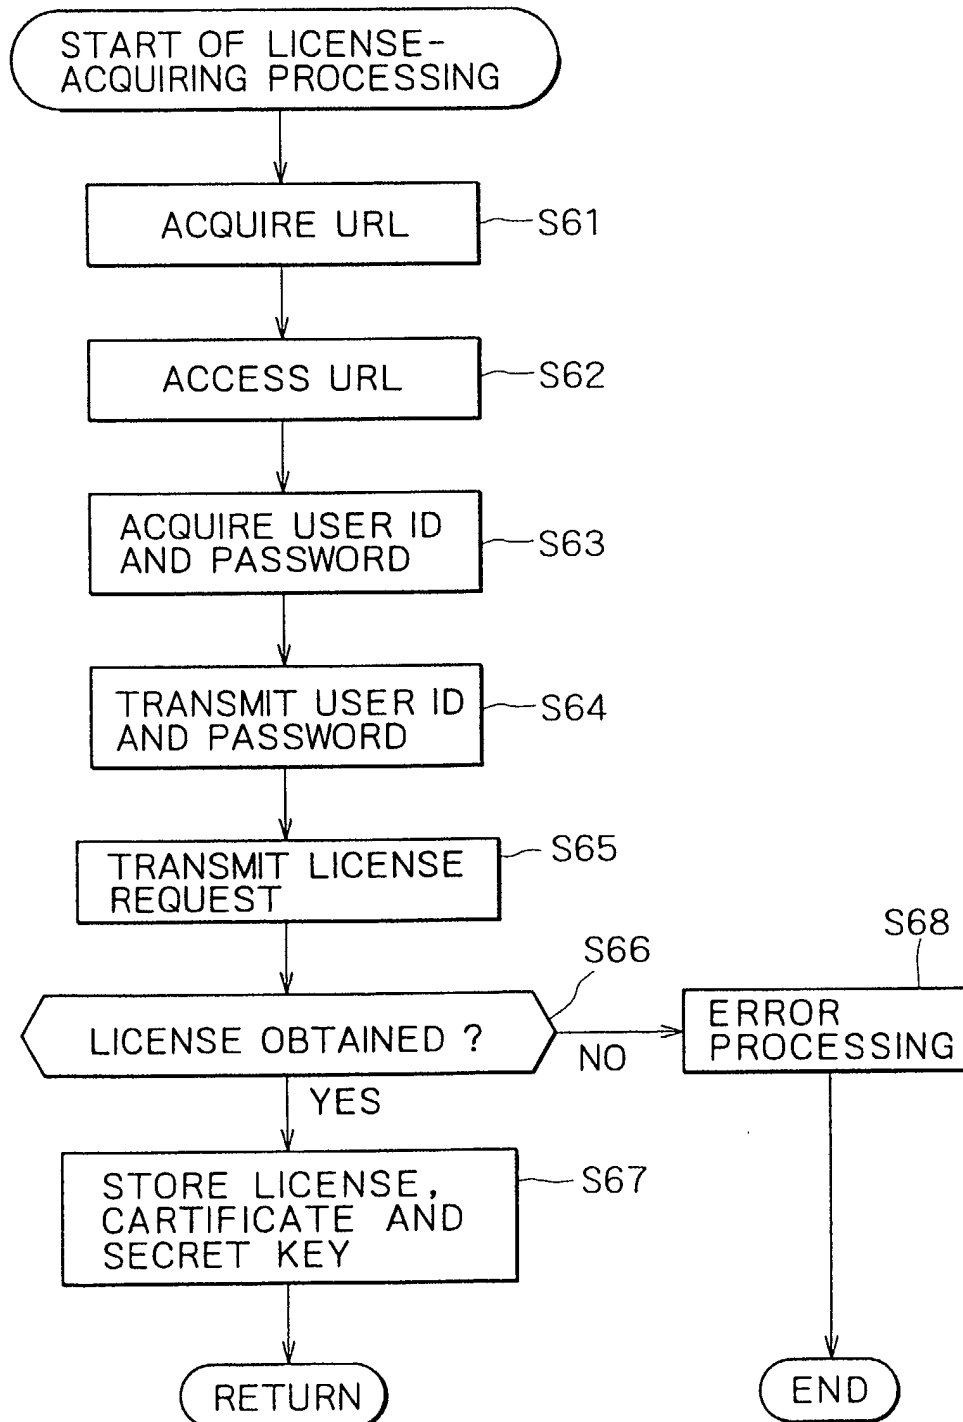 START OF LICENSE-
ACQUIRING PROCESSING
ACQUIRE URL
S61
ACCESS URL
S62
ACQUIRE USER ID
AND PASSWORD
S63
TRANSMIT USER ID
AND PASSWORD
S64
TRANSMIT LICENSE
REQUEST
S65
LICENSE OBTAINED ?
S66
NO
YES
ERROR
PROCESSING
S68
STORE LICENSE,
CARTIFICATE AND
SECRET KEY
S67
RETURN
END